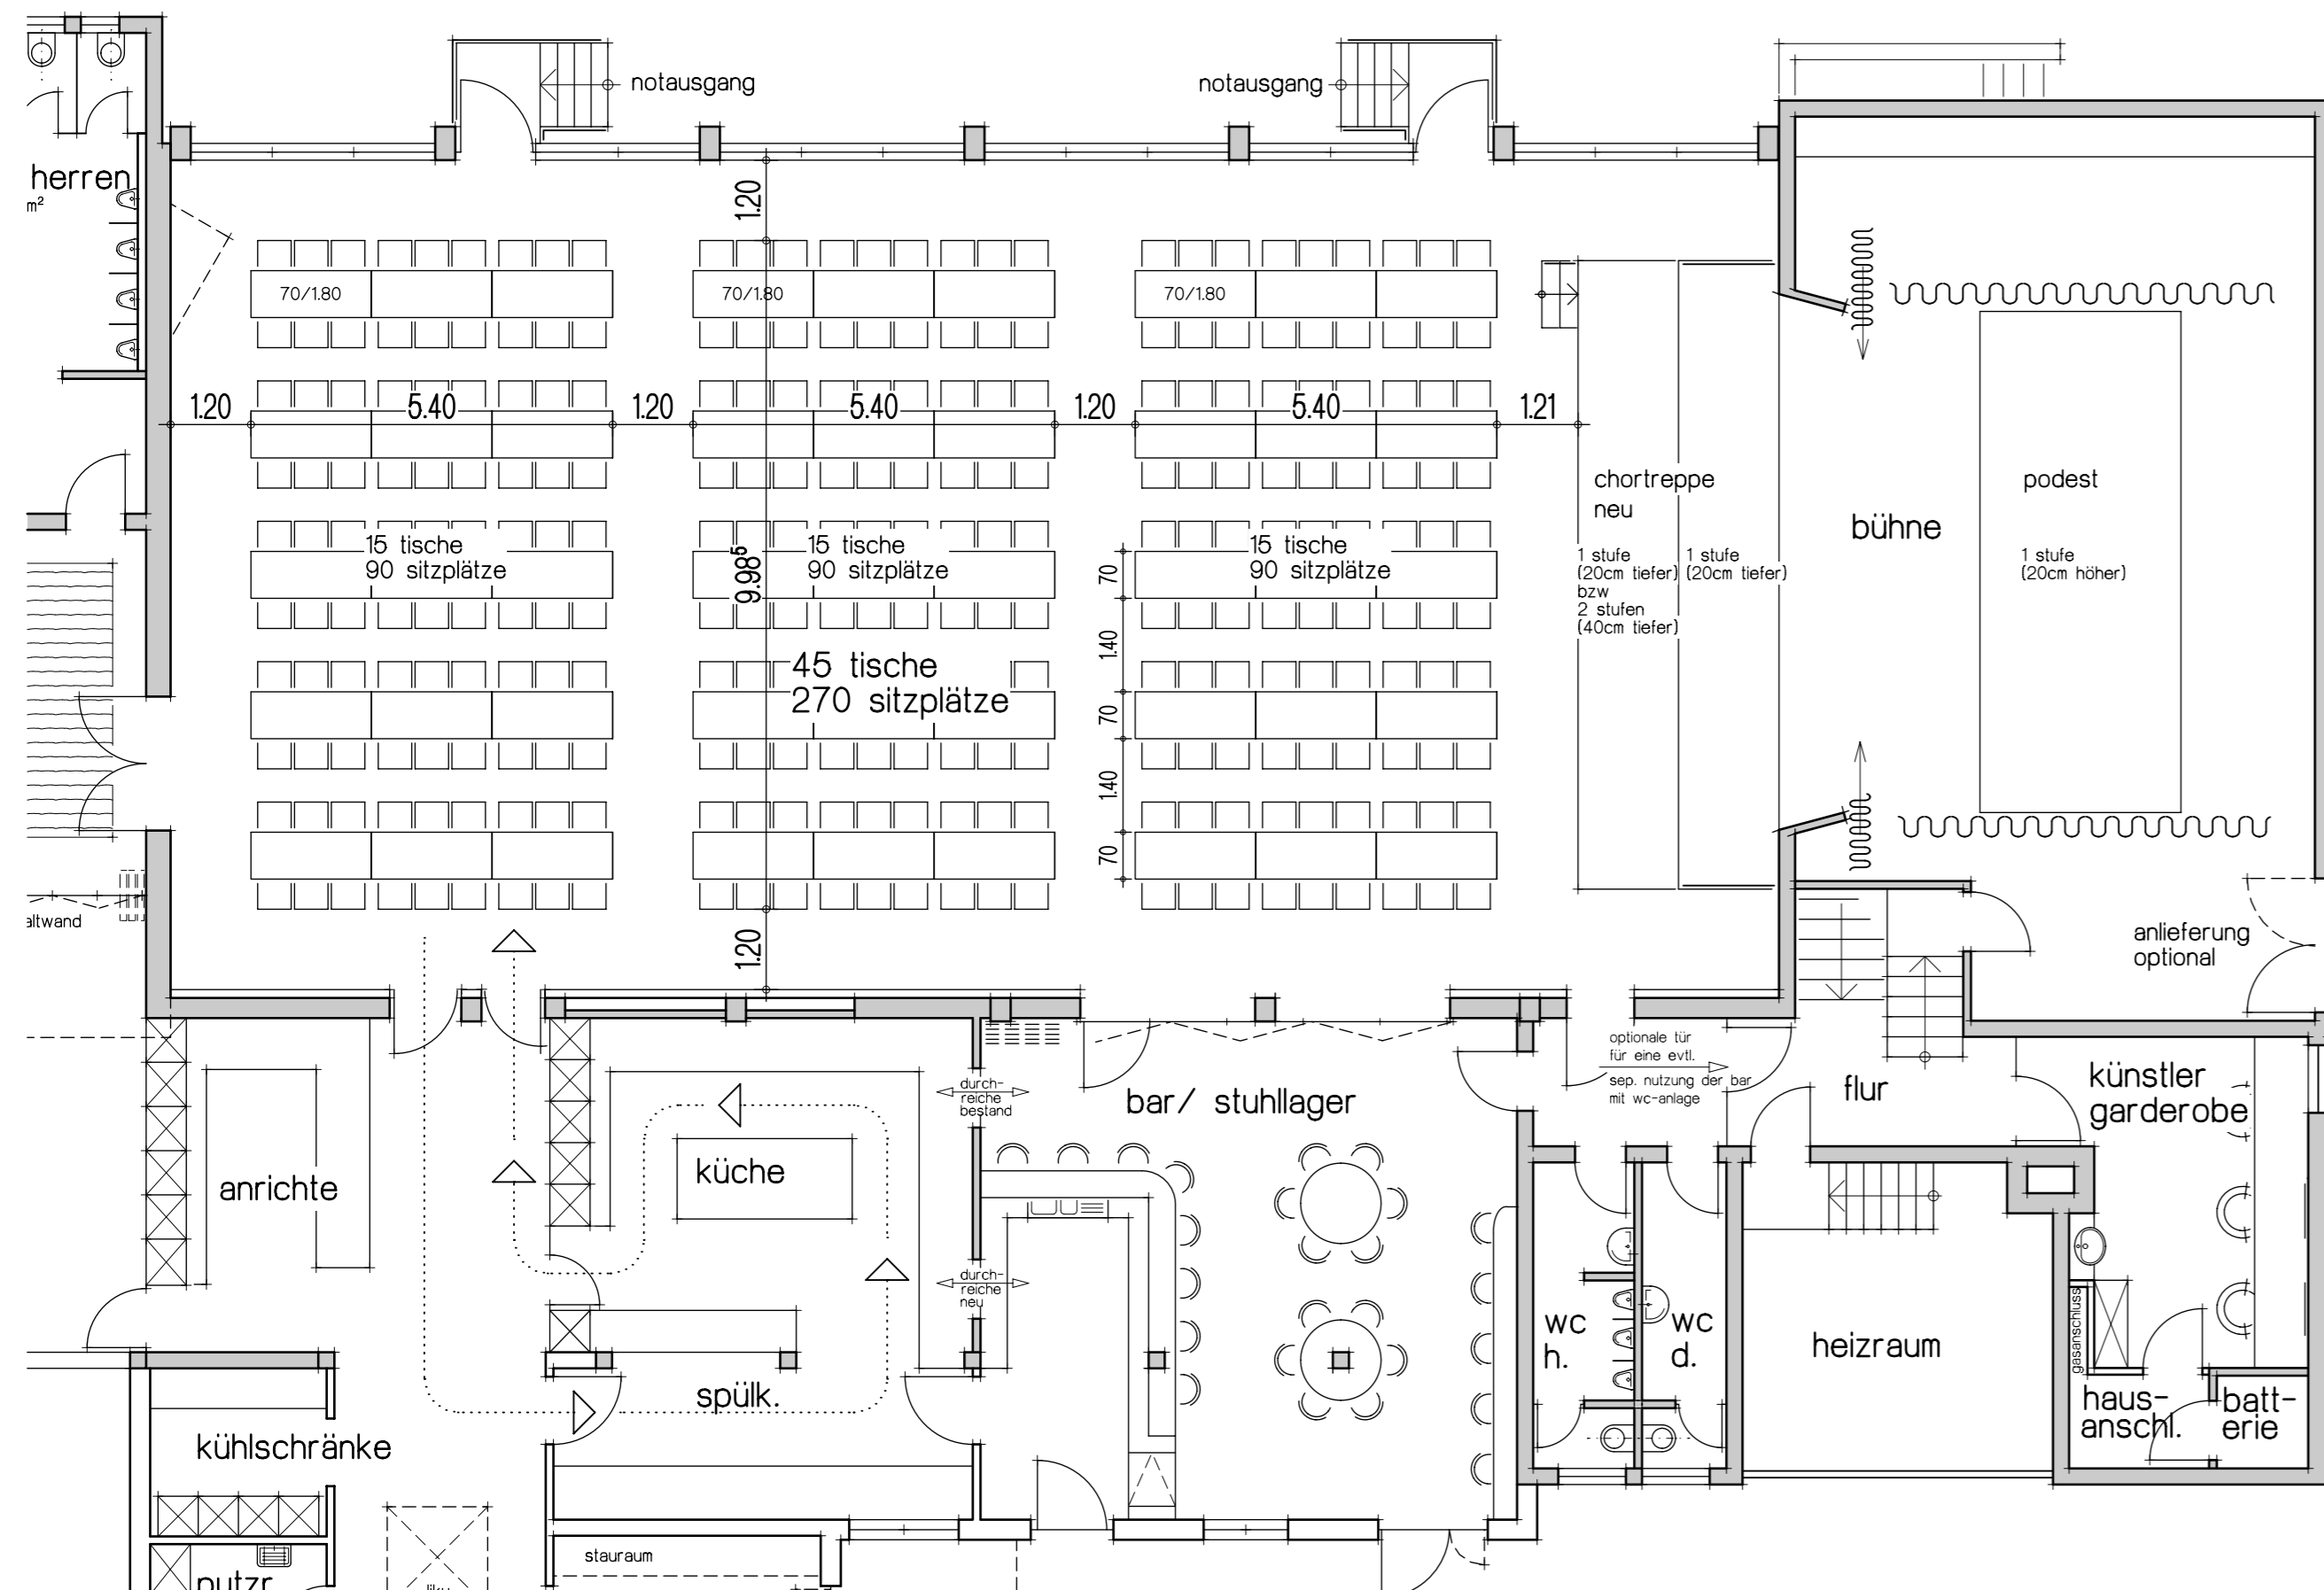 notausgang
notausgang
herren
m²
1.20
70/1.80
70/1.80
70/1.80
1.20
5.40
1.20
5.40
1.20
5.40
1.21
chortreppe
neu
podest
bühne
15 tische
90 sitzplätze
15 tische
90 sitzplätze
15 tische
90 sitzplätze
9.98⁵
70
1.40
70
1.40
70
1 stufe
(20cm tiefer)
bzw
2 stufen
(40cm tiefer)
1 stufe
(20cm tiefer)
1 stufe
(20cm höher)
45 tische
270 sitzplätze
altwand
1.20
anlieferung
optional
optionale tür
für eine evtl.
sep. nutzung der bar
mit wc-anlage
durch-
reiche
bestand
bar/ stuhllager
flur
künstler
garderobe
anrichte
küche
durch-
reiche
neu
wc
h.
wc
d.
heizraum
gasanschluss
haus-
anschl.
batt-
erie
spülk.
kühlschränke
stauraum
putzr